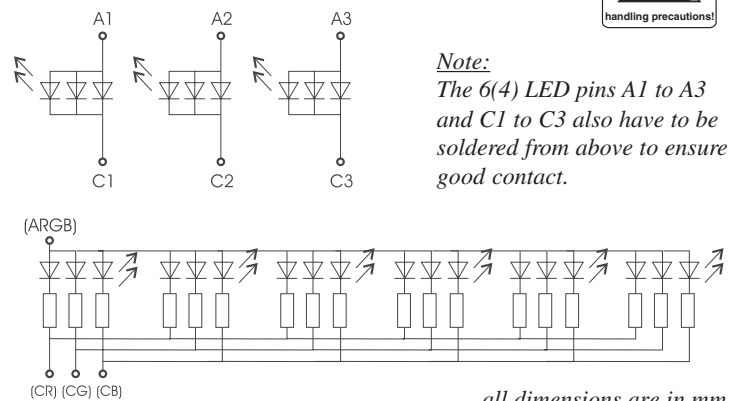 A1 A2 A3
handling precautions!
Note:
The 6(4) LED pins A1 to A3
and C1 to C3 also have to be
soldered from above to ensure
good contact.
C1 C2 C3
(ARGB)
(CR) (CG) (CB)
all dimensions are in mm